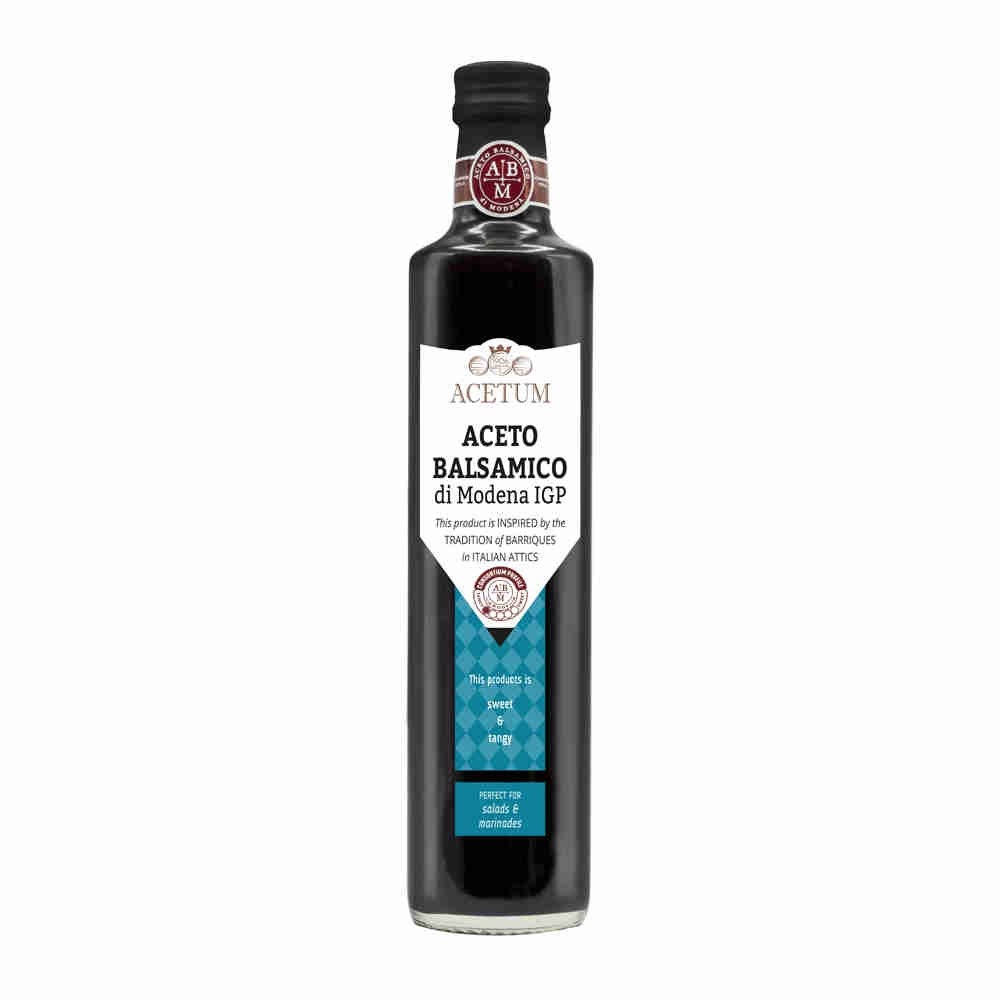 ACETO BALSAMICO
A B
M
di MODENA
ACETUM
ACETO
BALSAMICO
di Modena IGP
This product is INSPIRED by the
TRADITION of BARRIQUES
in ITALIAN ATTICS
CONSORTIUM PROFILE
A B
M
This products is
sweet
&
tangy
PERFECT FOR
salads &
marinades